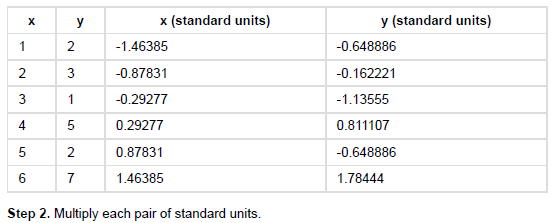 x y x (standard units) y (standard units)
1 2 -1.46385 -0.648886
2 3 -0.87831 -0.162221
3 1 -0.29277 -1.13555
4 5 0.29277 0.811107
5 2 0.87831 -0.648886
6 7 1.46385 1.78444
Step 2. Multiply each pair of standard units.